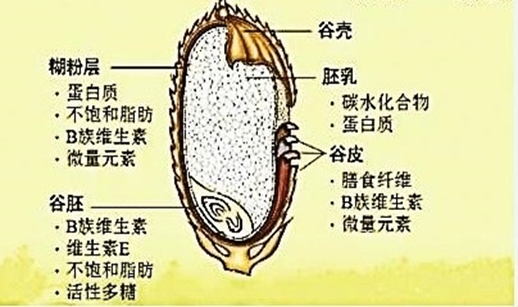 谷壳
糊粉层
· 蛋白质
· 不饱和脂肪
· B族维生素
· 微量元素
胚乳
· 碳水化合物
· 蛋白质
谷皮
· 膳食纤维
· B族维生素
· 微量元素
谷胚
· B族维生素
· 维生素E
· 不饱和脂肪
· 活性多糖